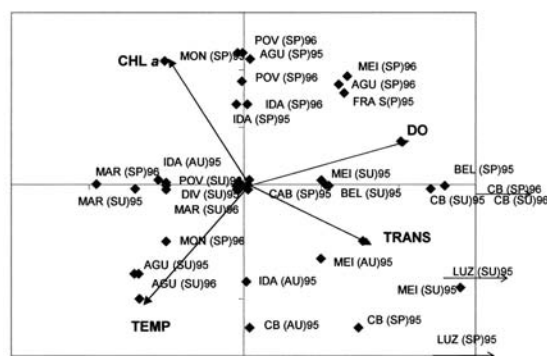 POV (SP)96
MON (SP)95
AGU (SP)95
CHL a
MEI (SP)96
POV (SP)95
AGU (SP)96
FRA S(P)95
IDA (SP)96
IDA (SP)95
DO
IDA (AU)95
MAR (SP)96
POV (SU)96
MEI (SU)95
BEL (SP)95
DIV (SU)95
CAB (SP)95
BEL (SU)95
CB (SP)96
MAR (SU)95
CB (SU)95
CB (SU)96
MAR (SU)96
TRANS
MON (SP)96
AGU (SU)95
MEI (AU)95
LUZ (SU)95
AGU (SU)96
IDA (AU)95
MEI (SU)95
TEMP
CB (AU)95
CB (SP)95
LUZ (SP)95